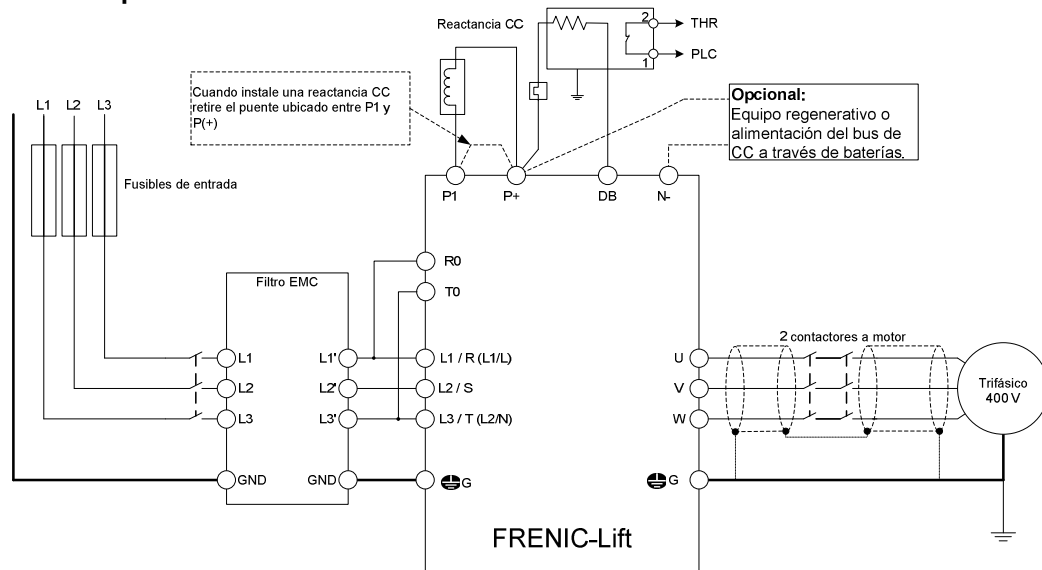 Reactancia CC
2
THR
PLC
1
Cuando instale una reactancia CC
retire el puente ubicado entre P1 y
P(+)
Opcional:
Equipo regenerativo o
alimentación del bus de
CC a través de baterías.
L1 L2 L3
Fusibles de entrada
P1 P+ DB N-
R0
T0
Filtro EMC
2 contactores a motor
L1 L1' L1 / R (L1/L) U
L2 L2' L2 / S V
L3 L3' L3 / T (L2/N) W
Trifásico
400 V
GND GND G G
FRENIC-Lift